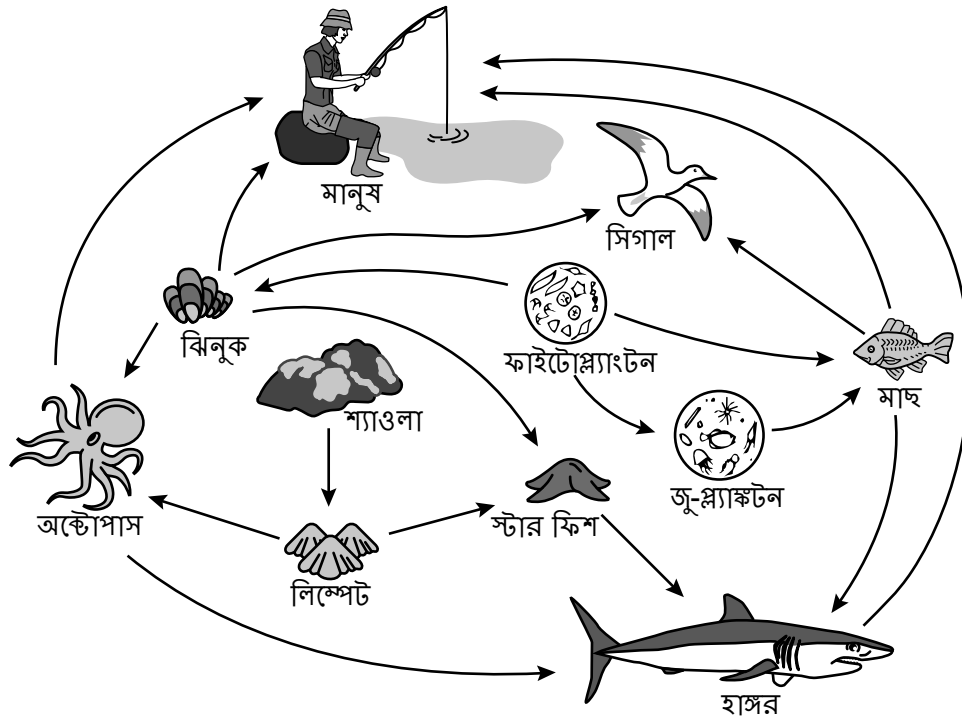 মানুষ
সিগাল
ঝিনুক
ফাইটোপ্ল্যাংটন
মাছ
শ্যাওলা
জু-প্ল্যাঙ্কটন
অক্টোপাস
স্টার ফিশ
লিম্পেট
হাঙ্গর